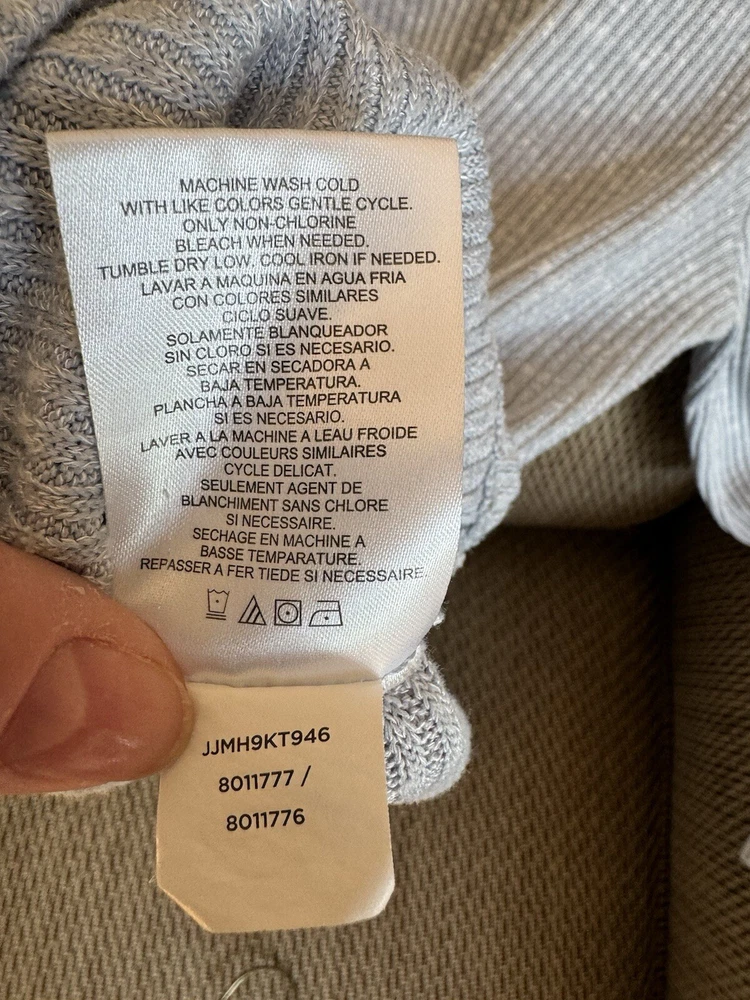 MACHINE WASH COLD
WITH LIKE COLORS GENTLE CYCLE.
ONLY NON-CHLORINE
BLEACH WHEN NEEDED.
TUMBLE DRY LOW. COOL IRON IF NEEDED.
LAVAR A MAQUINA EN AGUA FRIA
CON COLORES SIMILARES
CICLO SUAVE.
SOLAMENTE BLANQUEADOR
SIN CLORO SI ES NECESARIO.
SECAR EN SECADORA A
BAJA TEMPERATURA.
PLANCHA A BAJA TEMPERATURA
SI ES NECESARIO.
LAVER A LA MACHINE A LEAU FROIDE
AVEC COULEURS SIMILAIRES
CYCLE DELICAT.
SEULEMENT AGENT DE
BLANCHIMENT SANS CHLORE
SI NECESSAIRE.
SECHAGE EN MACHINE A
BASSE TEMPARATURE.
REPASSER A FER TIEDE SI NECESSAIRE.
JJMH9KT946
8011777 /
8011776